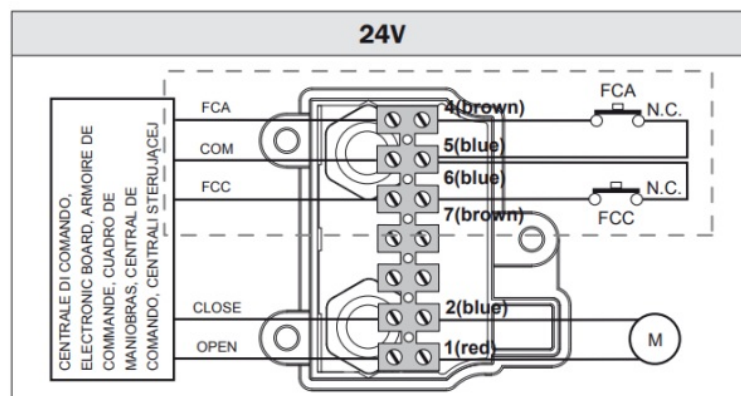 24V
CENTRALE DI COMANDO,
ELECTRONIC BOARD, ARMOIRE DE
COMMANDE, CUADRO DE
MANIOBRAS, CENTRAL DE
COMANDO, CENTRALI STERUJĄCEJ
FCA
COM
FCC
CLOSE
OPEN
4(brown)
5(blue)
6(blue)
7(brown)
2(blue)
1(red)
FCA
N.C.
N.C.
FCC
M